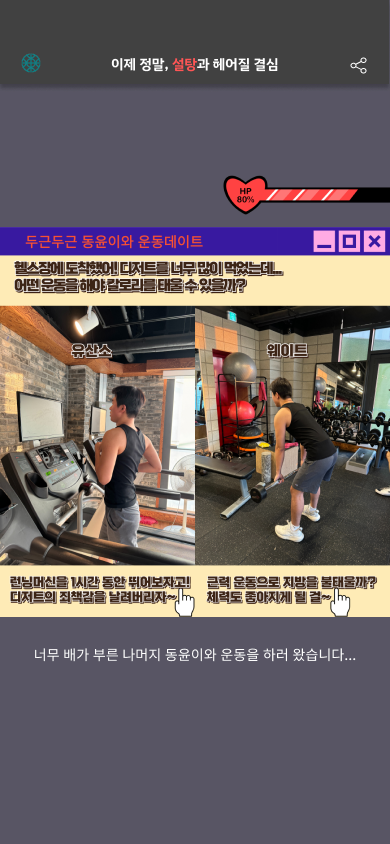 이제 정말, 설탕과 헤어질 결심
HP
80%
두근두근 동윤이와 운동데이트
헬스장에 도착했어! 디저트를 너무 많이 먹었는데...
어떤 운동을 해야 칼로리를 태울 수 있을까?
유산소
웨이트
런닝머신을 1시간 동안 뛰어보자고!
디저트의 죄책감을 날려버리자~~
근력 운동으로 지방을 불태울까?
체력도 좋아지게 될 걸~~
너무 배가 부른 나머지 동윤이와 운동을 하러 왔습니다...